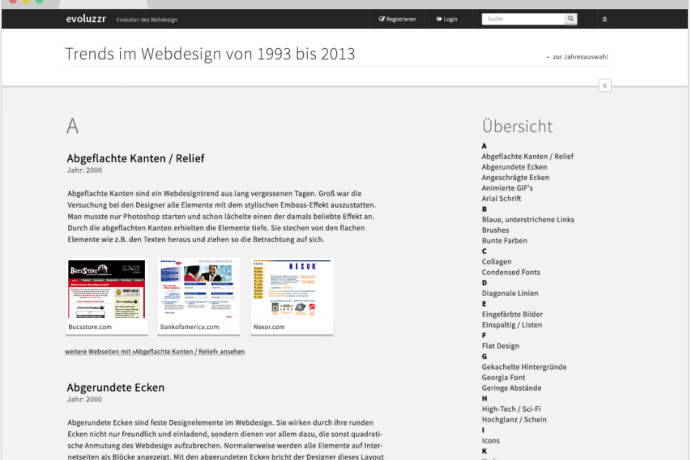 evoluzzr
Evolution des Webdesign
Registrieren
Login
Suche
Trends im Webdesign von 1993 bis 2013
– zur Jahresauswahl
A
Abgeflachte Kanten / Relief
Jahr: 2000
Abgeflachte Kanten sind ein Webdesigntrend aus lang vergessenen Tagen. Groß war die
Versuchung bei den Designer alle Elemente mit dem stylischen Emboss-Effekt auszustatten.
Man musste nur Photoshop starten und schon lächelte einen der damals beliebte Effekt an.
Durch die abgeflachten Kanten erhielten die Elemente tiefe. Sie stechen von den flachen
Elemente wie z.B. den Texten heraus und ziehen so die Betrachtung auf sich.
BucsStore
NEXOR
Bucsstore.com
Bankofamerica.com
Nexor.com
weitere Webseiten mit »Abgeflachte Kanten / Relief« ansehen
Abgerundete Ecken
Jahr: 2000
Abgerundete Ecken sind feste Designelemente im Webdesign. Sie wirken durch ihre runden
Ecken nicht nur freundlich und einladend, sondern dienen vor allem dazu, die sonst quadrati-
sche Anmutung des Webdesign aufzubrechen. Normalerweise werden alle Elemente auf Inter-
netseiten als Blöcke angezeigt. Mit den abgerundeten Ecken bricht der Designer dieses Layout
Übersicht
A
Abgeflachte Kanten / Relief
Abgerundete Ecken
Angeschrägte Ecken
Animierte GIF's
Arial Schrift
B
Blaue, unterstrichene Links
Brushes
Bunte Farben
C
Collagen
Condensed Fonts
D
Diagonale Linien
E
Eingefärbte Bilder
Einspaltig / Listen
F
Flat Design
G
Gekachelte Hintergründe
Georgia Font
Geringe Abstände
H
High-Tech / Sci-Fi
Hochglanz / Schein
I
Icons
K